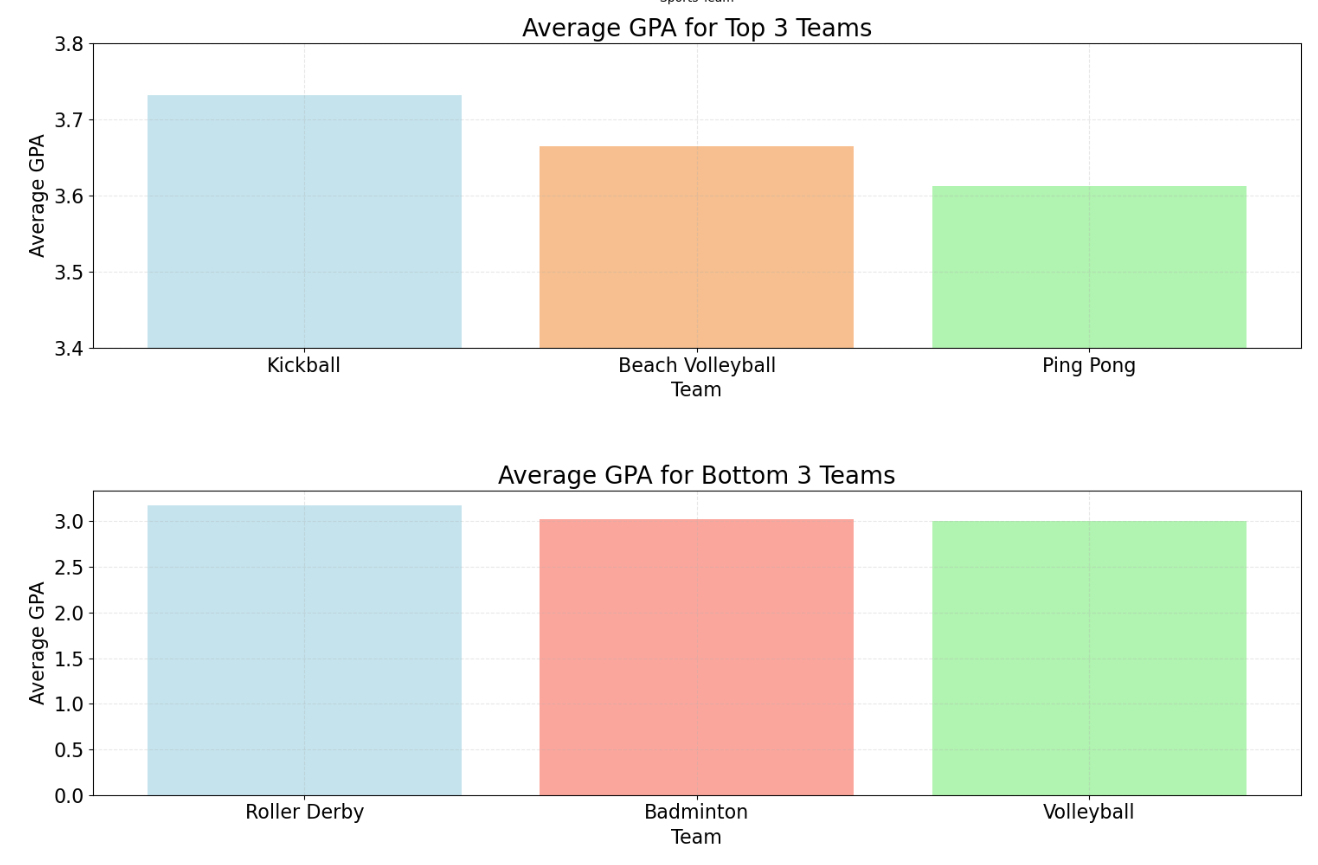 Sports Team
Average GPA for Top 3 Teams
3.8
3.7
3.6
3.5
3.4
Average GPA
Kickball
Beach Volleyball
Ping Pong
Team
Average GPA for Bottom 3 Teams
3.0
2.5
2.0
1.5
1.0
0.5
0.0
Average GPA
Roller Derby
Badminton
Volleyball
Team